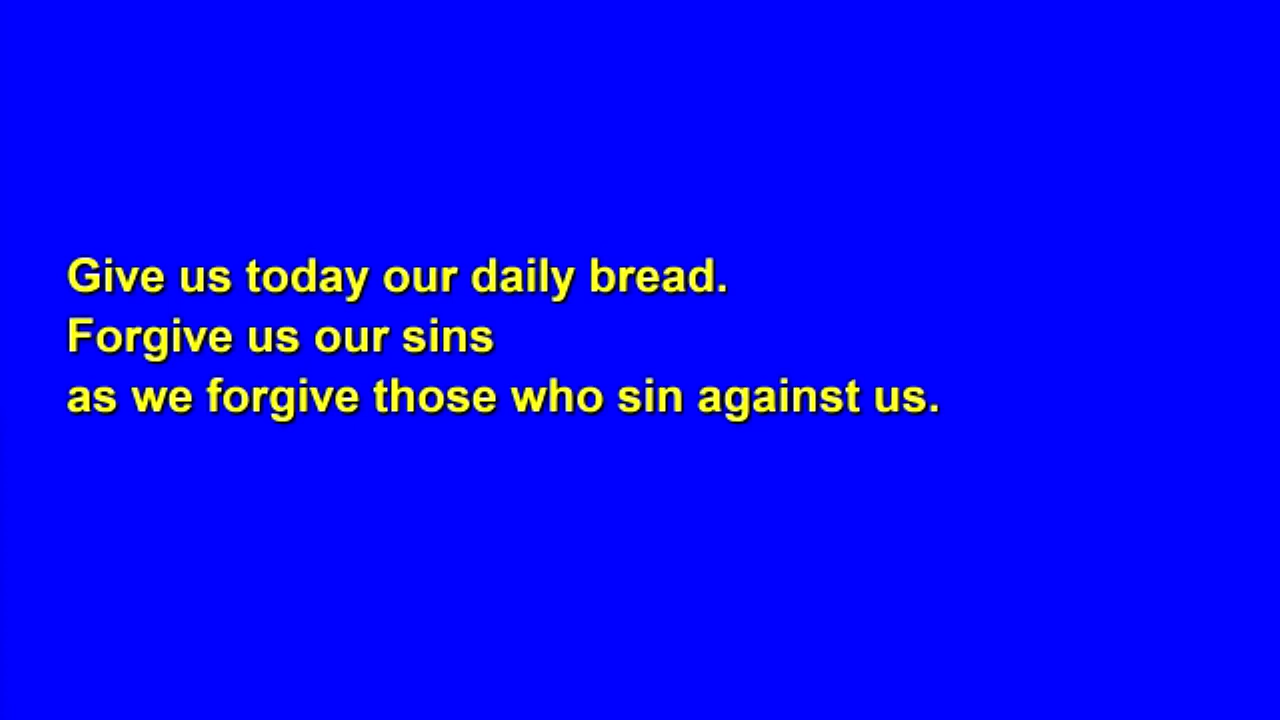 Give us today our daily bread.
Forgive us our sins
as we forgive those who sin against us.